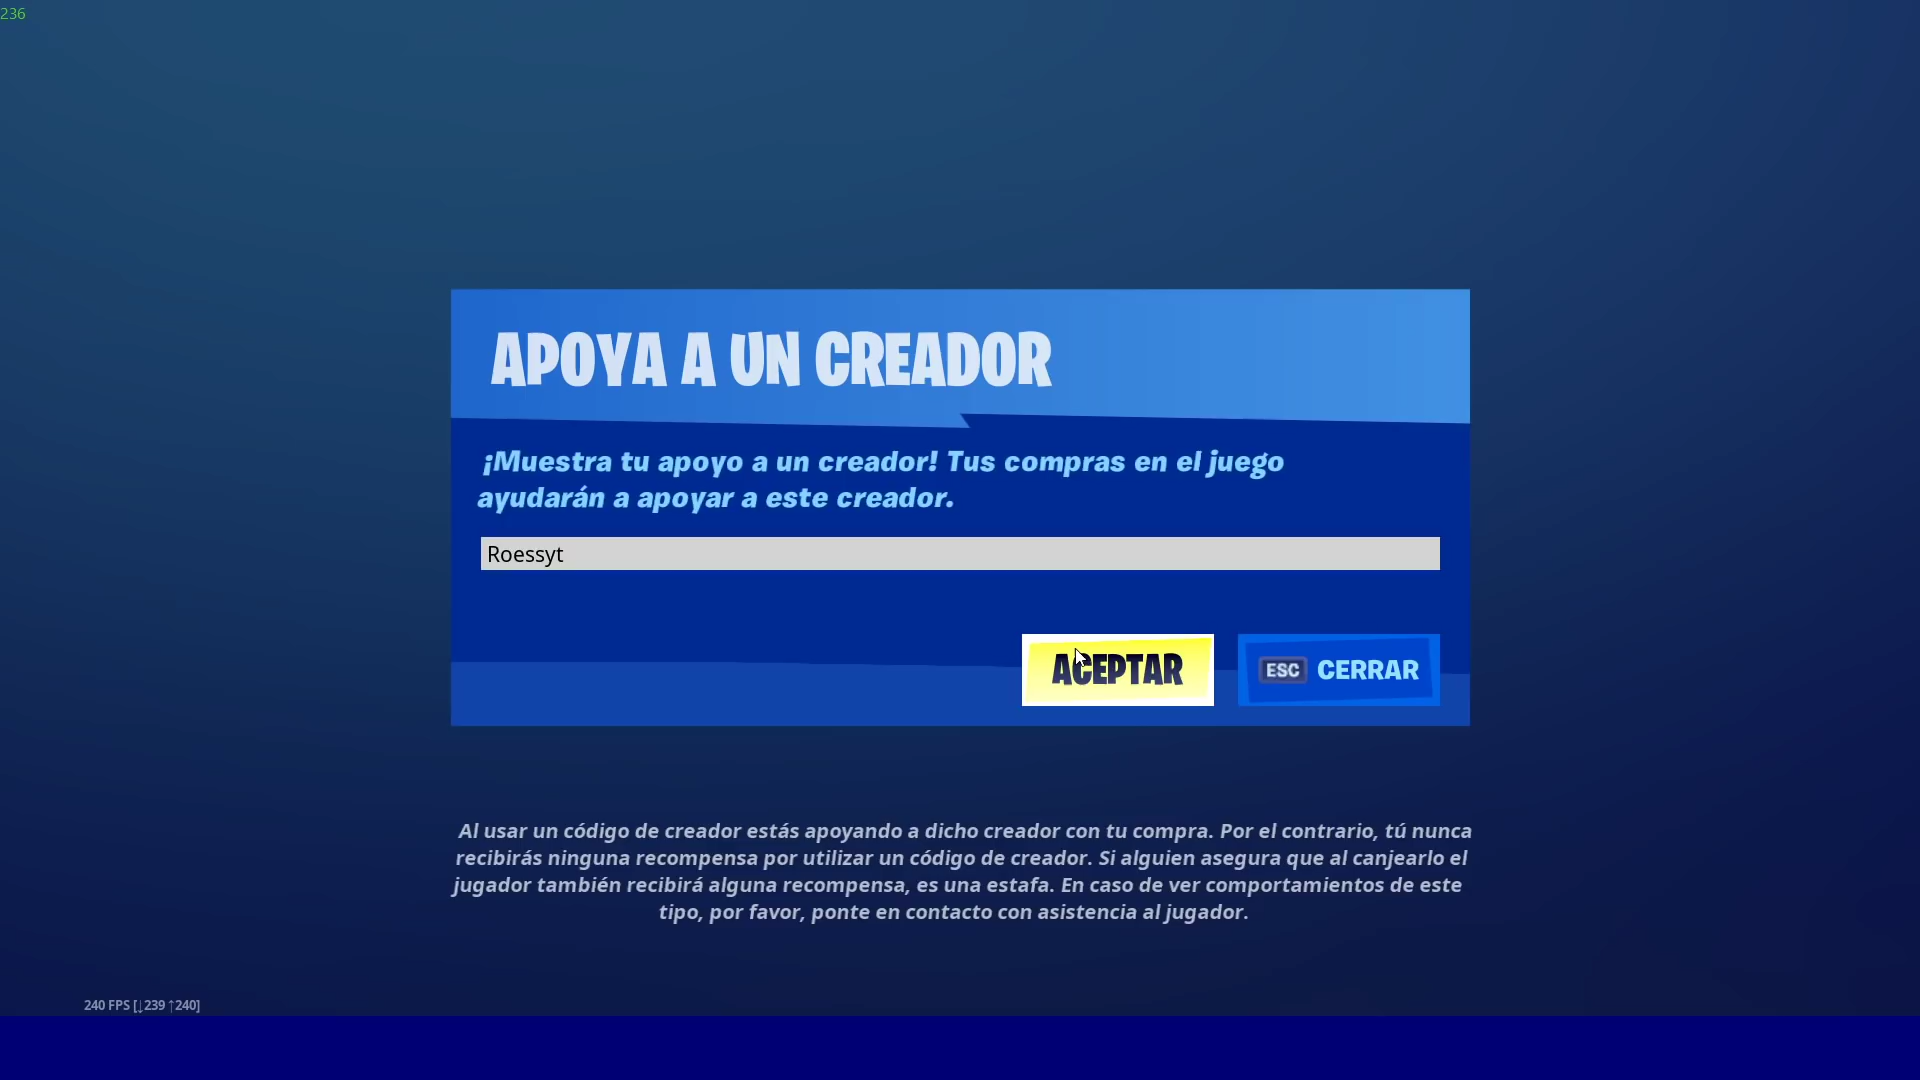 236
APOYA A UN CREADOR
¡Muestra tu apoyo a un creador! Tus compras en el juego
ayudarán a apoyar a este creador.
Roessyt
ACEPTAR
ESC CERRAR
Al usar un código de creador estás apoyando a dicho creador con tu compra. Por el contrario, tú nunca
recibirás ninguna recompensa por utilizar un código de creador. Si alguien asegura que al canjearlo el
jugador también recibirá alguna recompensa, es una estafa. En caso de ver comportamientos de este
tipo, por favor, ponte en contacto con asistencia al jugador.
240 FPS [↓239 ↑240]